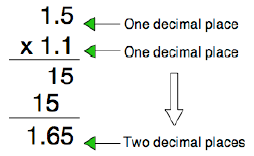 1.5 One decimal place
x 1.1 One decimal place
15
15
1.65 Two decimal places